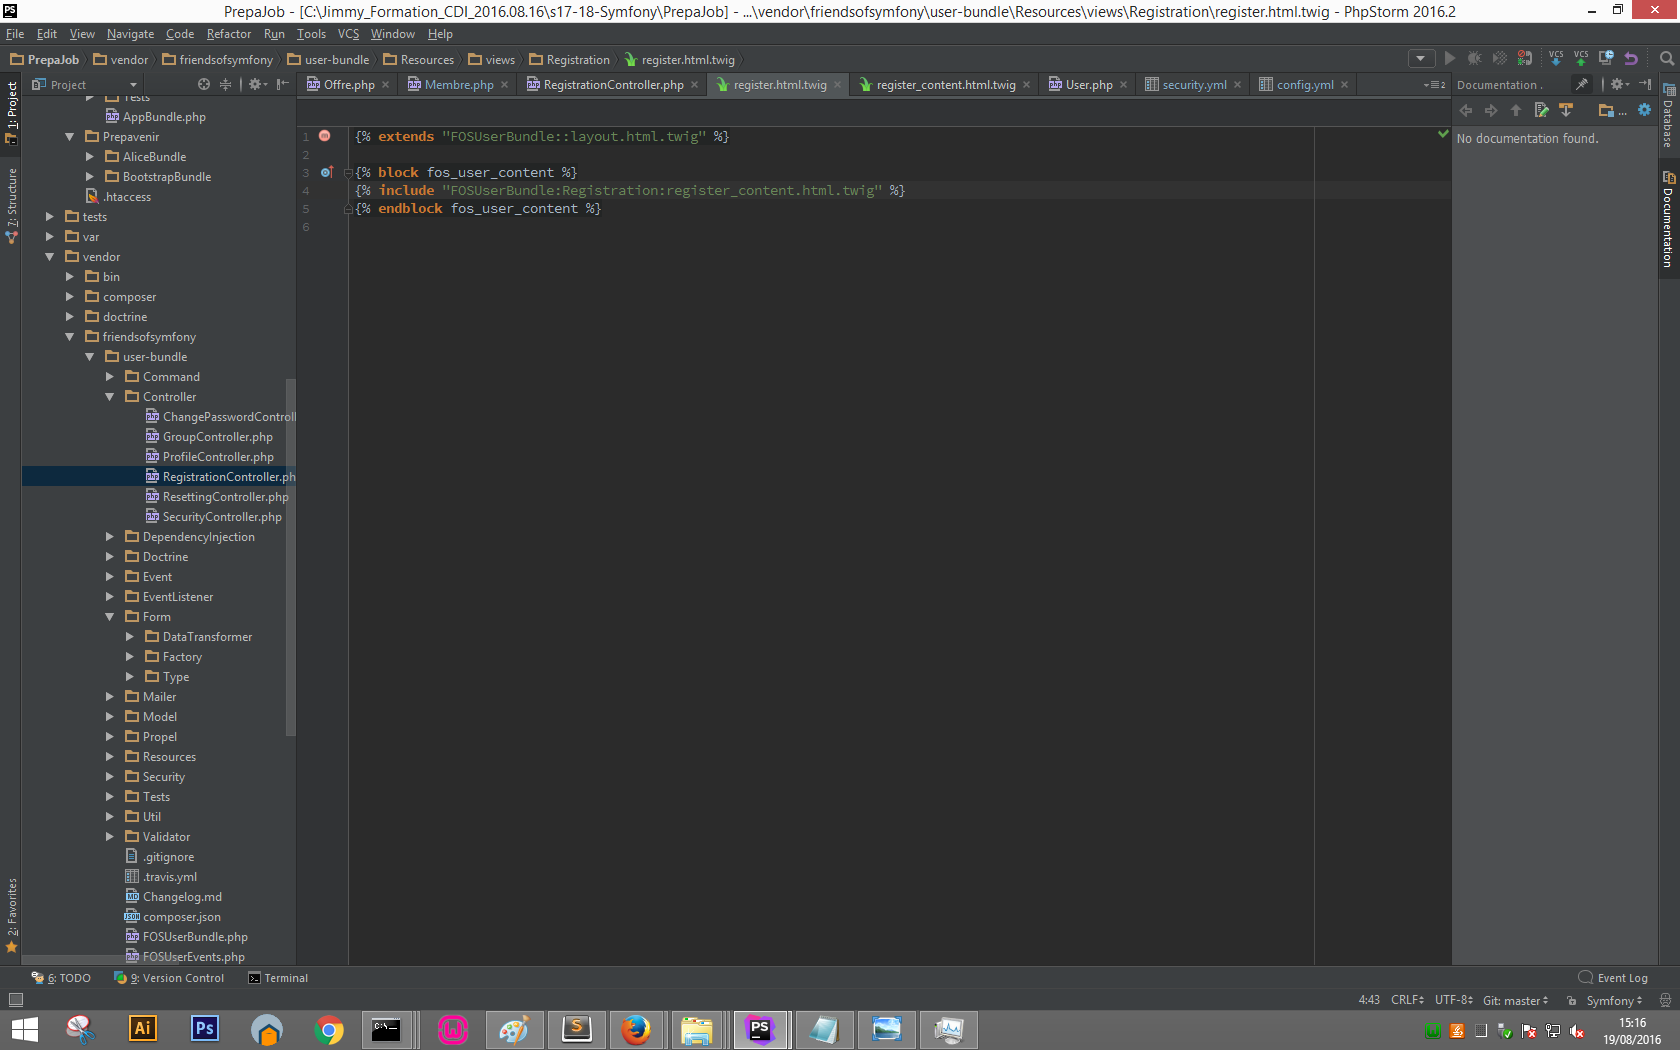 PS PrepaJob - [C:\Jimmy_Formation_CDI_2016.08.16\s17-18-Symfony\PrepaJob] - ...\vendor\friendsofsymfony\user-bundle\Resources\views\Registration\register.html.twig - PhpStorm 2016.2
File Edit View Navigate Code Refactor Run Tools VCS Window Help
PrepaJob vendor friendsofsymfony user-bundle Resources views Registration register.html.twig
VCS VCS
Project
Offre.php Membre.php RegistrationController.php register.html.twig register_content.html.twig User.php security.yml config.yml
Documentation
1: Project
7: Structure
2: Favorites
Tests
AppBundle.php
Prepavenir
AliceBundle
BootstrapBundle
.htaccess
tests
var
vendor
bin
composer
doctrine
friendsofsymfony
user-bundle
Command
Controller
ChangePasswordControll
GroupController.php
ProfileController.php
RegistrationController.ph
ResettingController.php
SecurityController.php
DependencyInjection
Doctrine
Event
EventListener
Form
DataTransformer
Factory
Type
Mailer
Model
Propel
Resources
Security
Tests
Util
Validator
.gitignore
.travis.yml
Changelog.md
composer.json
FOSUserBundle.php
FOSUserEvents.php
1 {% extends "FOSUserBundle::layout.html.twig" %}
2
3 {% block fos_user_content %}
4 {% include "FOSUserBundle:Registration:register_content.html.twig" %}
5 {% endblock fos_user_content %}
6
No documentation found.
Database
Documentation
6: TODO 9: Version Control Terminal Event Log
4:43 CRLF UTF-8 Git: master Symfony
Ai Ps C:\_ S PS
15:16
19/08/2016